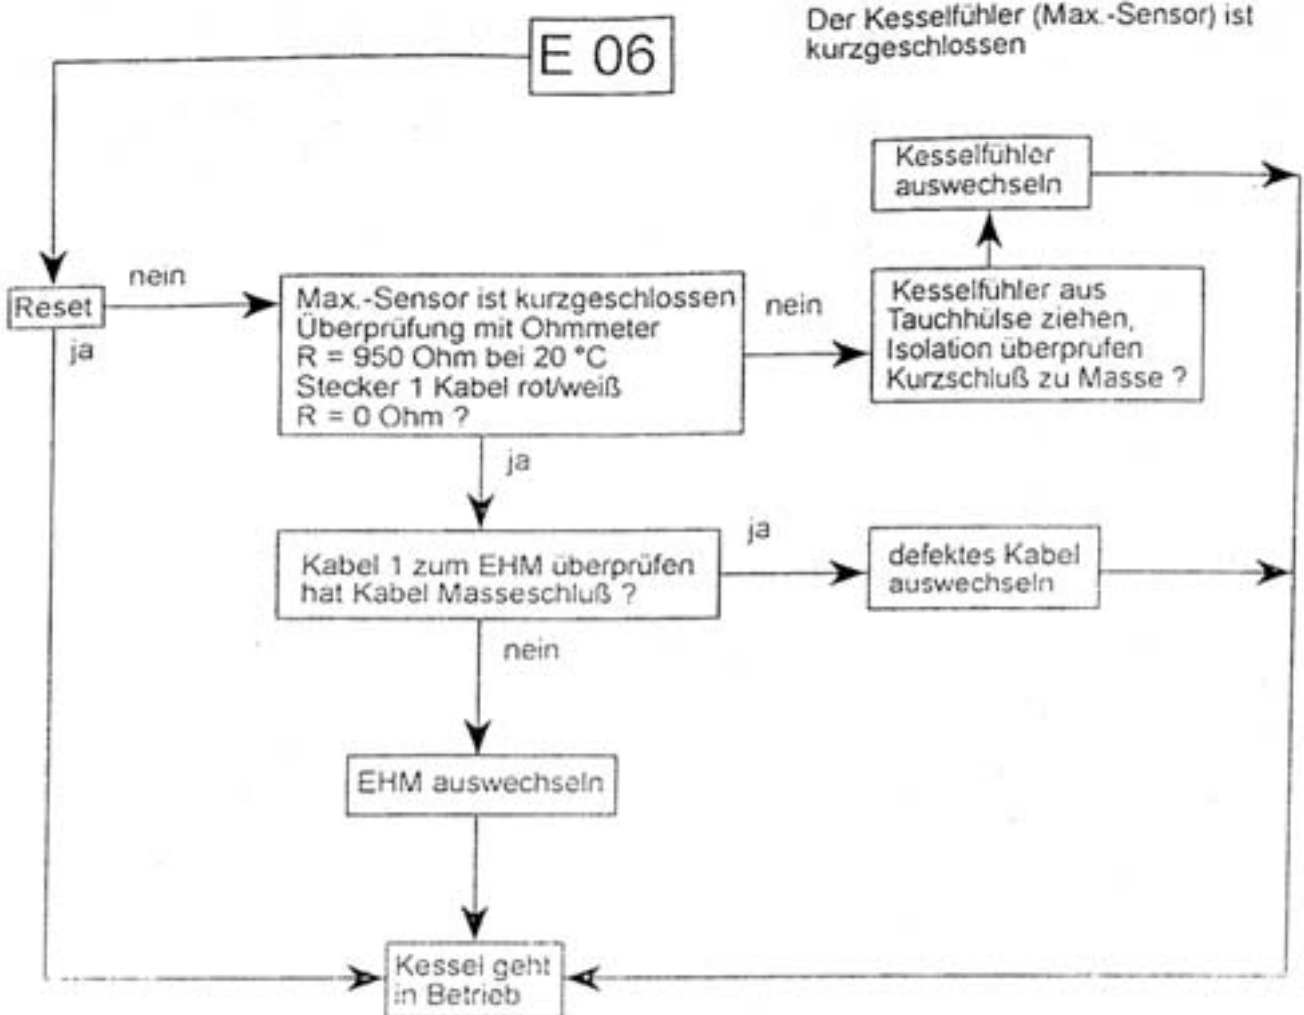 Der Kesselfühler (Max.-Sensor) ist
kurzgeschlossen
E 06
Kesselfühler
auswechseln
nein
Reset
ja
Max.-Sensor ist kurzgeschlossen
Überprüfung mit Ohmmeter
R = 950 Ohm bei 20 °C
Stecker 1 Kabel rot/weiß
R = 0 Ohm ?
nein
Kesselfühler aus
Tauchhülse ziehen,
Isolation überprufen
Kurzschluß zu Masse ?
ja
Kabel 1 zum EHM überprüfen
hat Kabel Masseschluß ?
ja
defektes Kabel
auswechseln
nein
EHM auswechseln
Kessel geht
in Betrieb